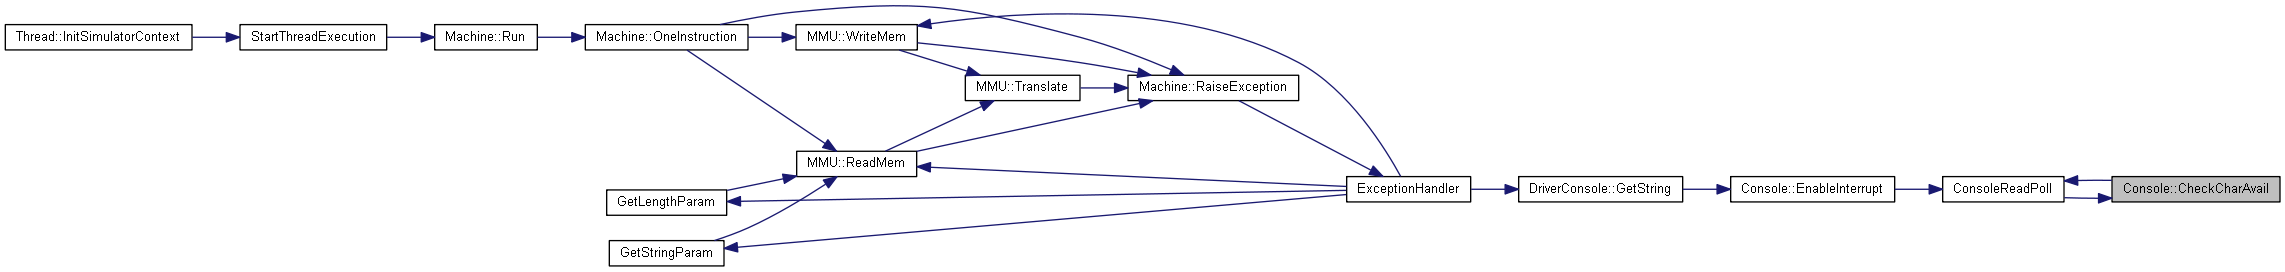 Thread::InitSimulatorContext
StartThreadExecution
Machine::Run
Machine::OneInstruction
MMU::WriteMem
MMU::Translate
Machine::RaiseException
MMU::ReadMem
GetLengthParam
GetStringParam
ExceptionHandler
DriverConsole::GetString
Console::EnableInterrupt
ConsoleReadPoll
Console::CheckCharAvail